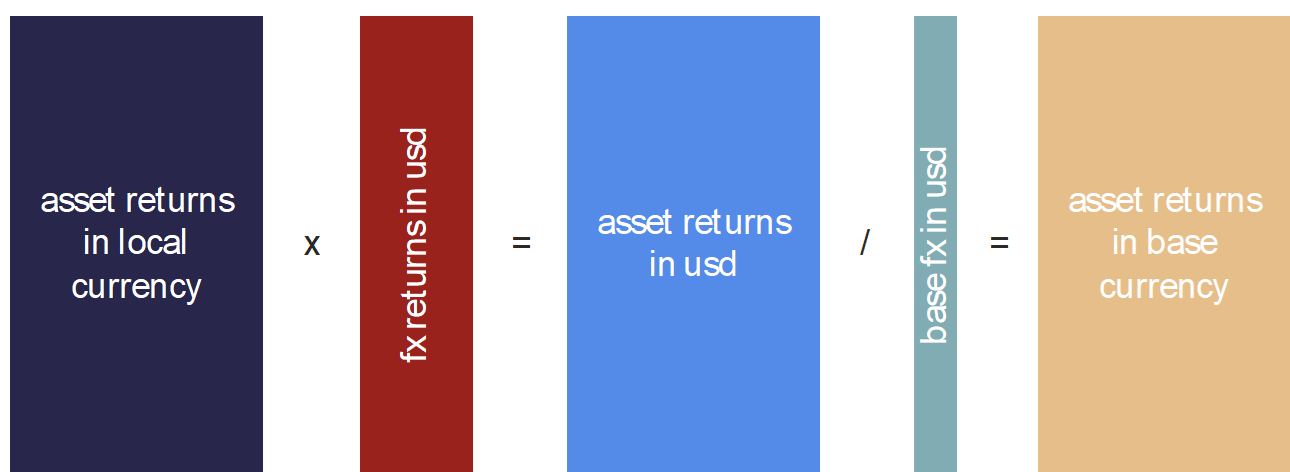 asset returns
in local
currency
x
fx returns in usd
=
asset returns
in usd
/
base fx in usd
=
asset returns
in base
currency